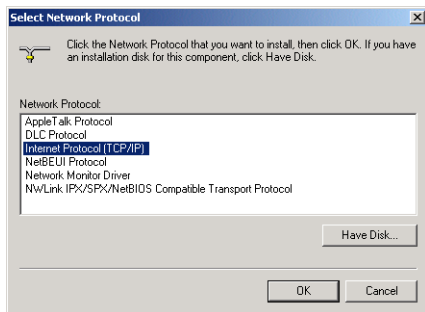 Select Network Protocol
Click the Network Protocol that you want to install, then click OK. If you have
an installation disk for this component, click Have Disk.
Network Protocol:
AppleTalk Protocol
DLC Protocol
Internet Protocol (TCP/IP)
NetBEUI Protocol
Network Monitor Driver
NWLink IPX/SPX/NetBIOS Compatible Transport Protocol
Have Disk...
OK
Cancel